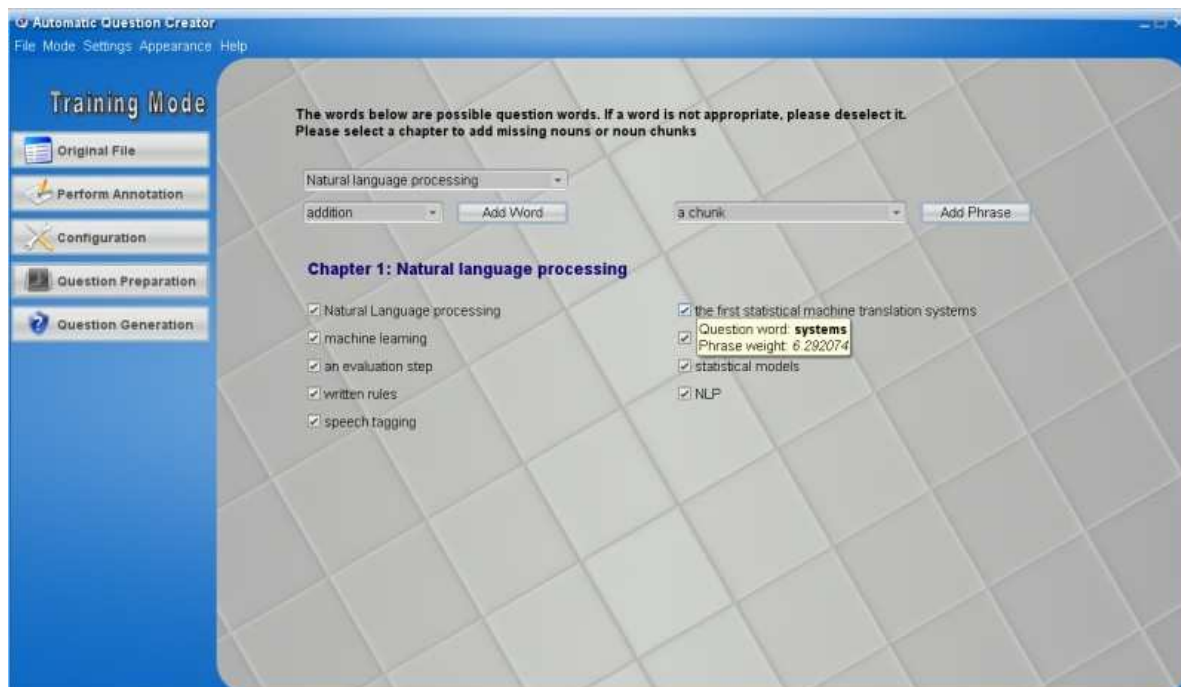 Automatic Question Creator
File Mode Settings Appearance Help
Training Mode
Original File
Perform Annotation
Configuration
Question Preparation
Question Generation
The words below are possible question words. If a word is not appropriate, please deselect it.
Please select a chapter to add missing nouns or noun chunks
Natural language processing
addition Add Word a chunk Add Phrase
Chapter 1: Natural language processing
Natural Language processing the first statistical machine translation systems
machine learning Question word: systems
Phrase weight: 6.292074
an evaluation step statistical models
written rules NLP
speech tagging